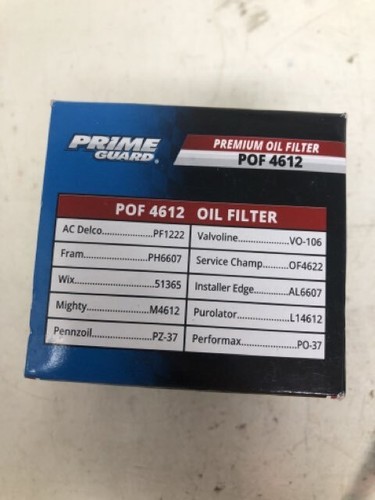 PRIME
GUARD®
PREMIUM OIL FILTER
POF 4612
POF 4612 OIL FILTER
AC Delco....................PF1222
Fram.........................PH6607
Wix..............................51365
Mighty.......................M4612
Pennzoil......................PZ-37
Valvoline.....................VO-106
Service Champ..........OF4622
Installer Edge............AL6607
Purolator...................L14612
Performax...................PO-37